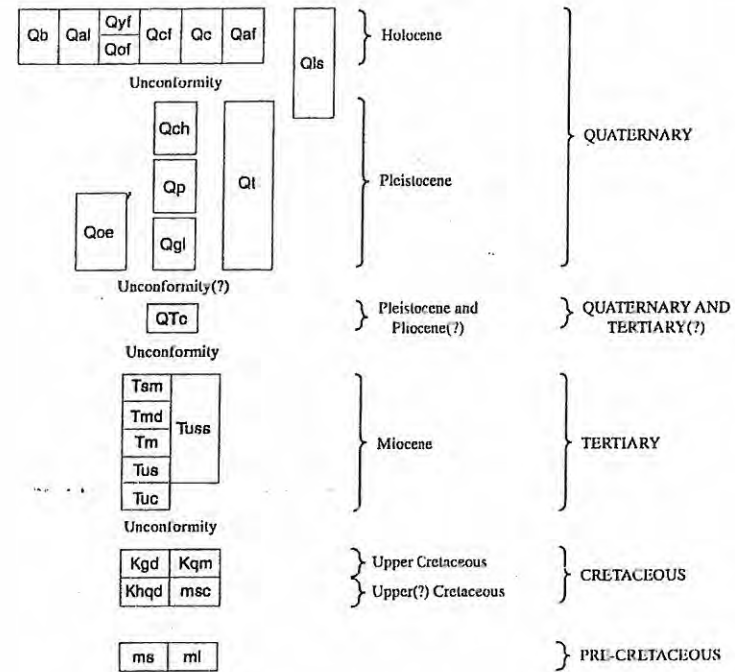 Qb Qal Qyf Qcf Qc Qaf
Qof
Qls
Holocene
Unconformity
QUATERNARY
Qch
Qp
Qt
Pleistocene
Qoe
Qgl
Unconformity(?)
QTc
Pleistocene and
Pliocene(?)
QUATERNARY AND
TERTIARY(?)
Unconformity
Tsm
Tmd
Tuss
Tm
Miocene
TERTIARY
Tus
Tuc
Unconformity
Kgd Kqm
Upper Cretaceous
CRETACEOUS
Khqd msc
Upper(?) Cretaceous
ms ml
PRE-CRETACEOUS